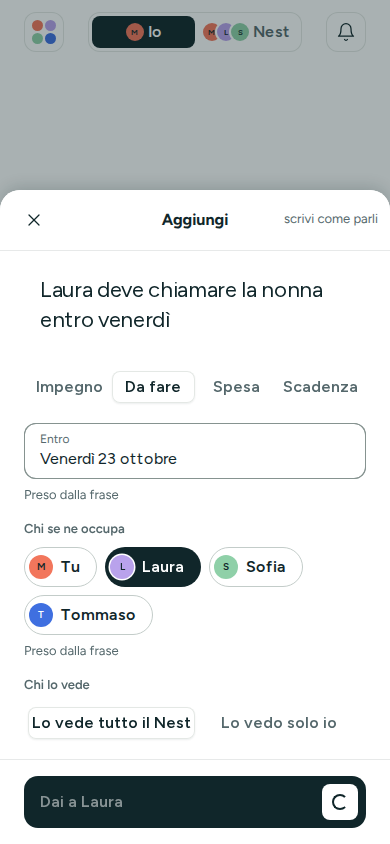 M Io M L S Nest
Aggiungi scrivi come parli
Laura deve chiamare la nonna
entro venerdì
Impegno Da fare Spesa Scadenza
Entro
Venerdì 23 ottobre
Preso dalla frase
Chi se ne occupa
M Tu L Laura S Sofia
T Tommaso
Preso dalla frase
Chi lo vede
Lo vede tutto il Nest Lo vedo solo io
Dai a Laura